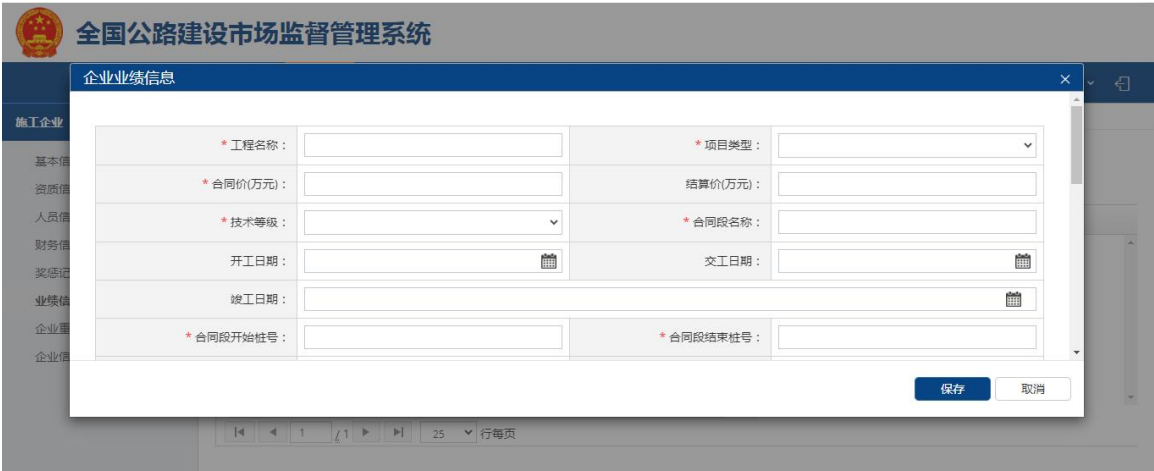 全国公路建设市场监督管理系统
企业业绩信息 ×
施工企业
* 工程名称： * 项目类型：
基本信
* 合同价(万元)： 结算价(万元)：
资质信
* 技术等级： * 合同段名称：
人员信
财务信
开工日期： 交工日期：
奖惩记
业绩信
竣工日期：
企业重
* 合同段开始桩号： * 合同段结束桩号：
企业信
保存 取消
1 / 1 25 行每页